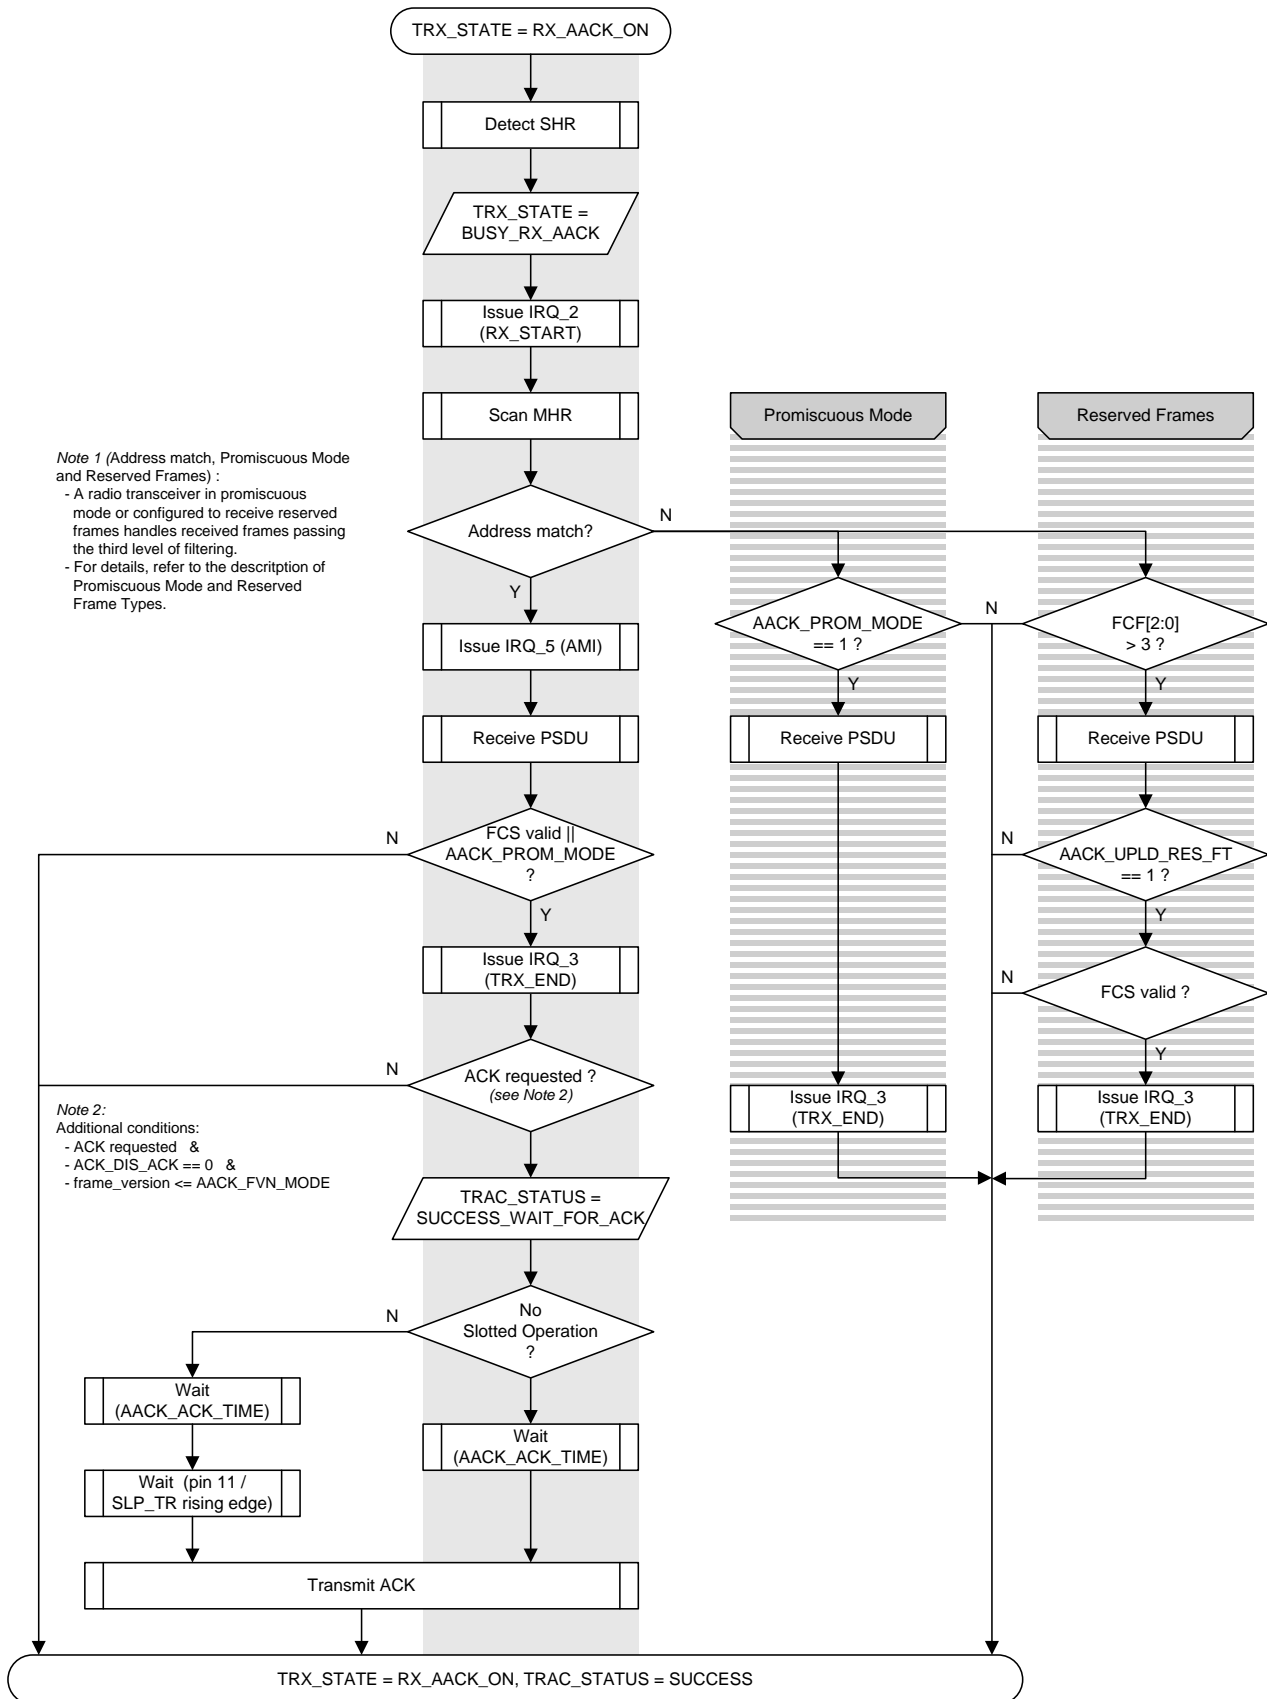 TRX_STATE = RX_AACK_ON
Detect SHR
TRX_STATE =
BUSY_RX_AACK
Issue IRQ_2
(RX_START)
Scan MHR
Promiscuous Mode
Reserved Frames
Note 1 (Address match, Promiscuous Mode
and Reserved Frames) :
- A radio transceiver in promiscuous
mode or configured to receive reserved
frames handles received frames passing
the third level of filtering.
- For details, refer to the descritption of
Promiscuous Mode and Reserved
Frame Types.
Address match?
N
Y
Issue IRQ_5 (AMI)
AACK_PROM_MODE
== 1 ?
N
FCF[2:0]
> 3 ?
Y
Y
Receive PSDU
Receive PSDU
Receive PSDU
N
FCS valid ||
AACK_PROM_MODE
?
N
AACK_UPLD_RES_FT
== 1 ?
Y
Y
Issue IRQ_3
(TRX_END)
N
FCS valid ?
Y
N
ACK requested ?
(see Note 2)
Issue IRQ_3
(TRX_END)
Issue IRQ_3
(TRX_END)
Note 2:
Additional conditions:
- ACK requested &
- ACK_DIS_ACK == 0 &
- frame_version <= AACK_FVN_MODE
TRAC_STATUS =
SUCCESS_WAIT_FOR_ACK
N
No
Slotted Operation
?
Wait
(AACK_ACK_TIME)
Wait
(AACK_ACK_TIME)
Wait (pin 11 /
SLP_TR rising edge)
Transmit ACK
TRX_STATE = RX_AACK_ON, TRAC_STATUS = SUCCESS